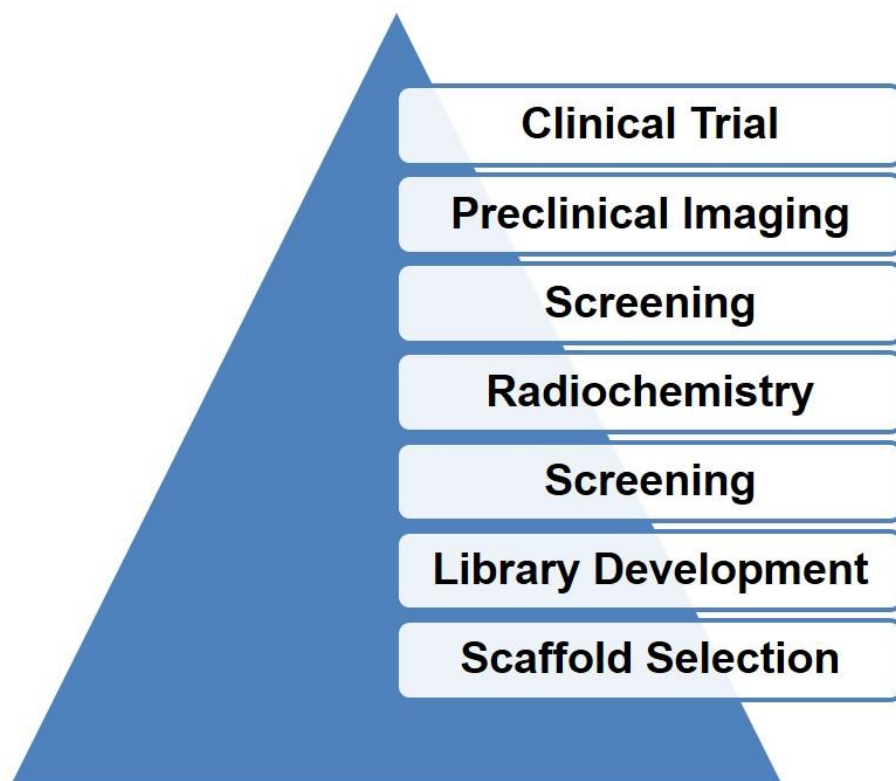 Clinical Trial
Preclinical Imaging
Screening
Radiochemistry
Screening
Library Development
Scaffold Selection